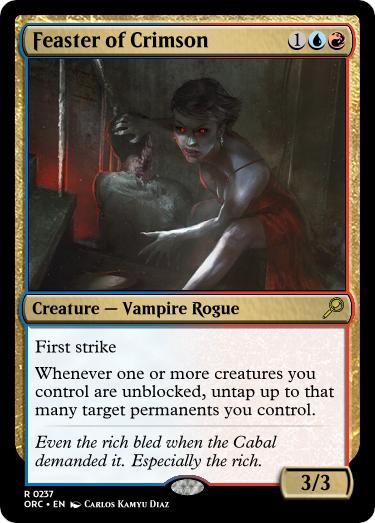 Feaster of Crimson 1
Creature — Vampire Rogue
First strike
Whenever one or more creatures you
control are unblocked, untap up to that
many target permanents you control.
Even the rich bled when the Cabal
demanded it. Especially the rich.
3/3
R 0237
ORC • EN Carlos Kamyu Diaz